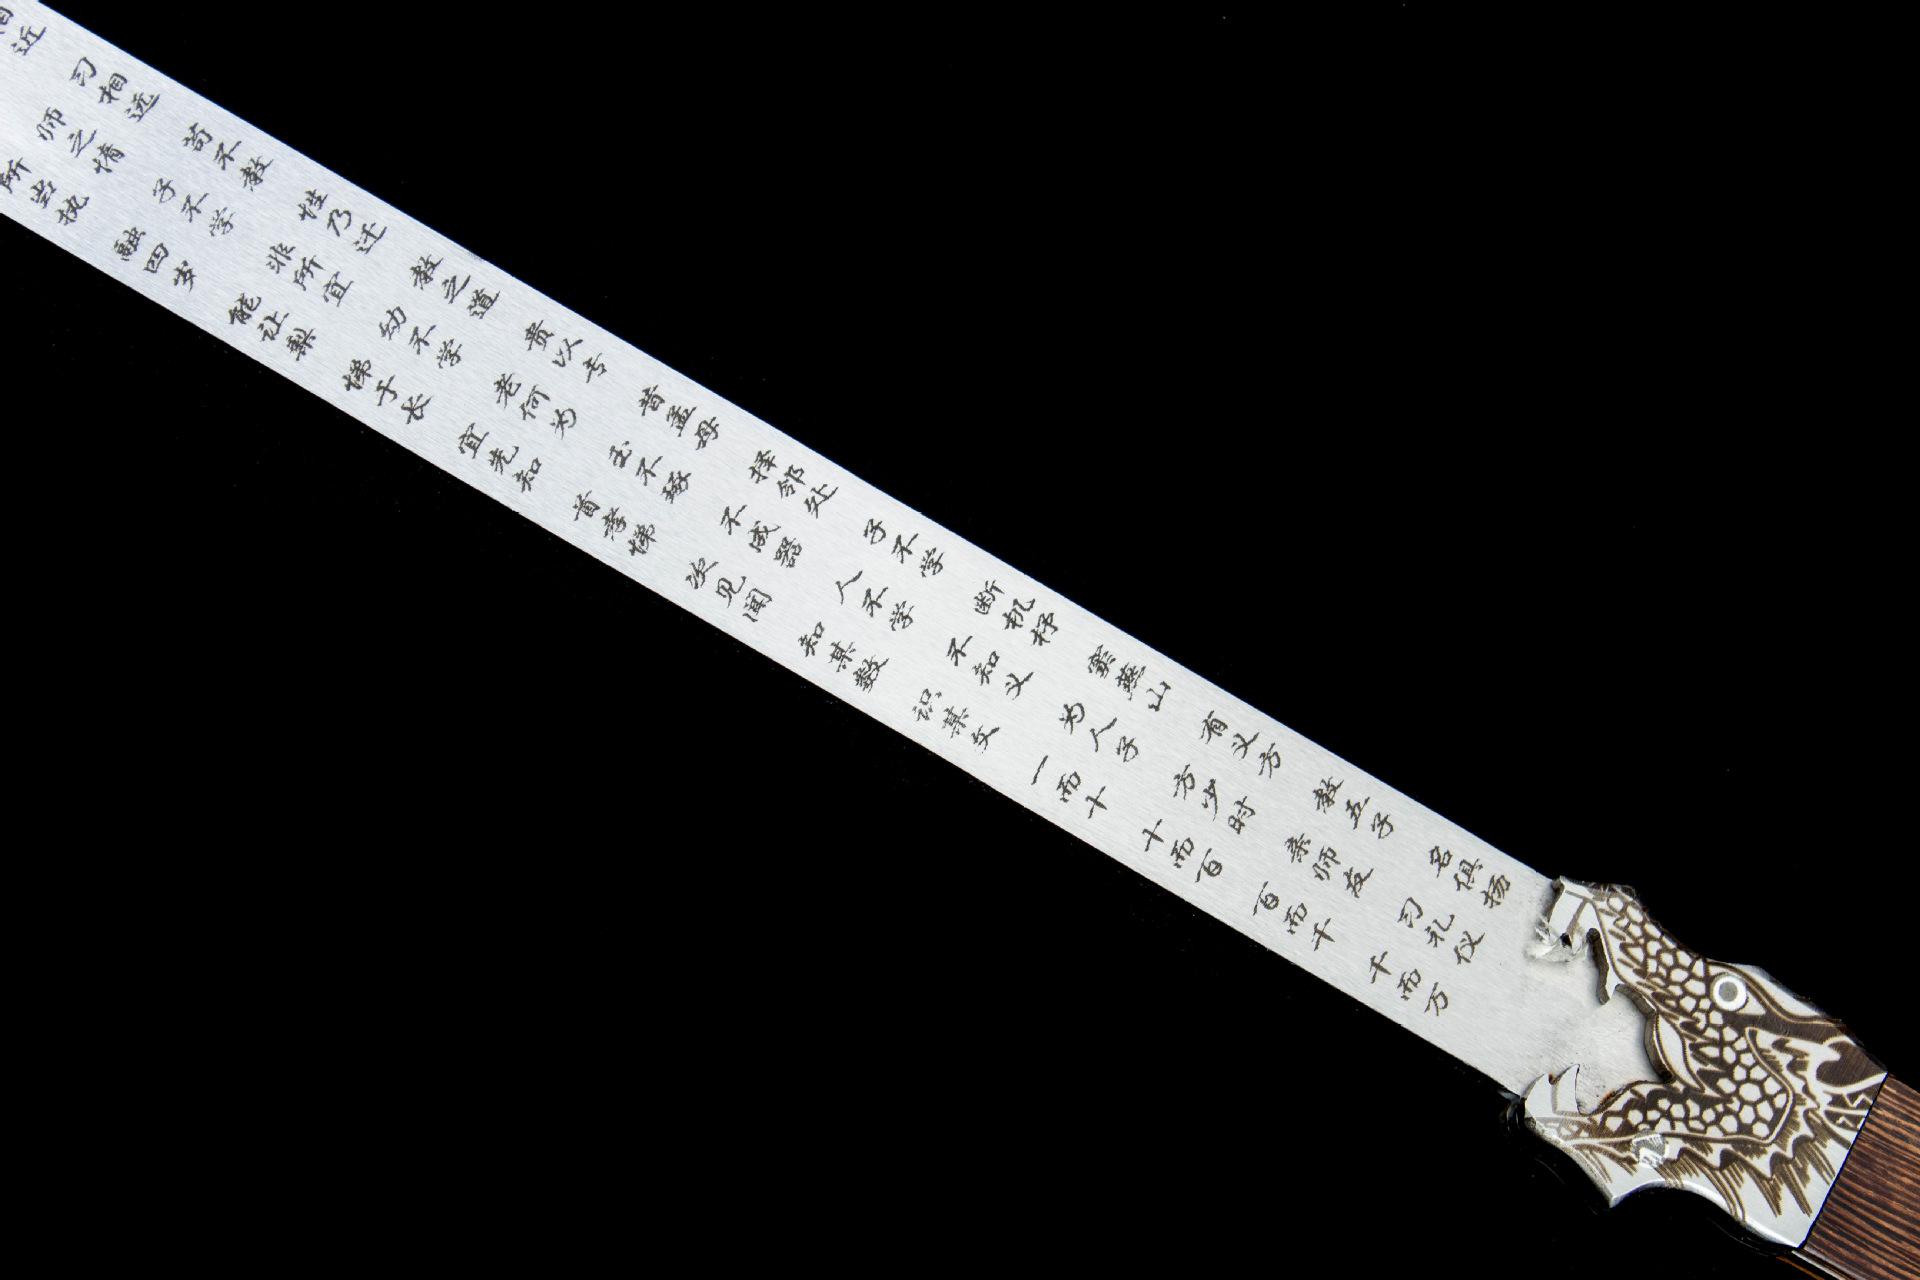 相近 习相远 苟不教 性乃迁 教之道 贵以专 昔孟母 择邻处 子不学 断机杼 窦燕山 有义方 教五子 名俱扬
师之惰 子不学 非所宜 幼不学 老何为 玉不琢 不成器 人不学 不知义 为人子 方少时 亲师友 习礼仪
所当执 融四岁 能让梨 悌于长 宜先知 首孝悌 次见闻 知某数 识某文 一而十 十而百 百而千 千而万